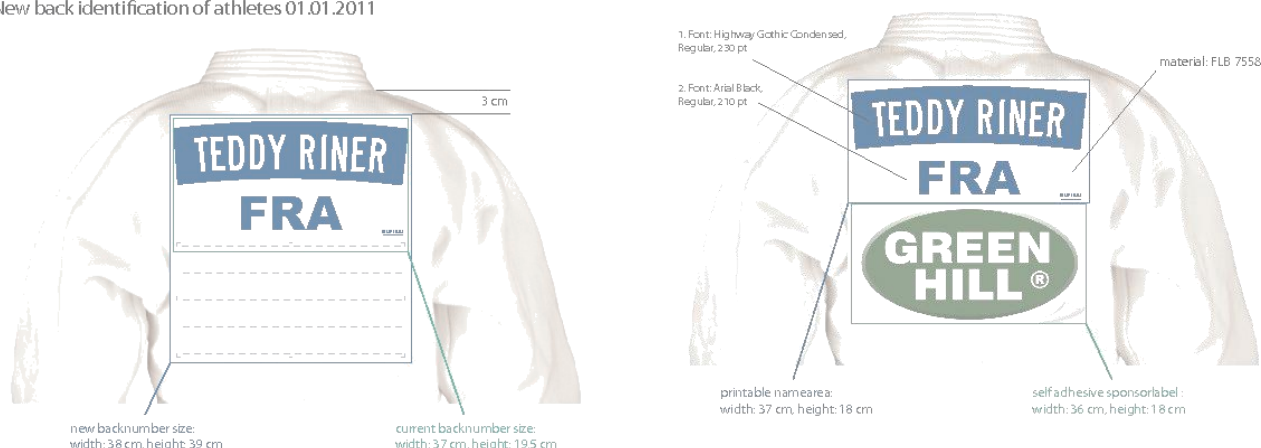 New back identification of athletes 01.01.2011
3 cm
TEDDY RINER
FRA
new backnumber size:
width: 38 cm, height: 39 cm
current backnumber size:
width: 37 cm, height: 19,5 cm
1. Font: Highway Gothic Condensed,
Regular, 230 pt
2. Font: Arial Black,
Regular, 210 pt
material: FLB 7558
TEDDY RINER
FRA
GREEN
HILL ®
printable namearea:
width: 37 cm, height: 18 cm
self adhesive sponsorlabel :
width: 36 cm, height: 18 cm